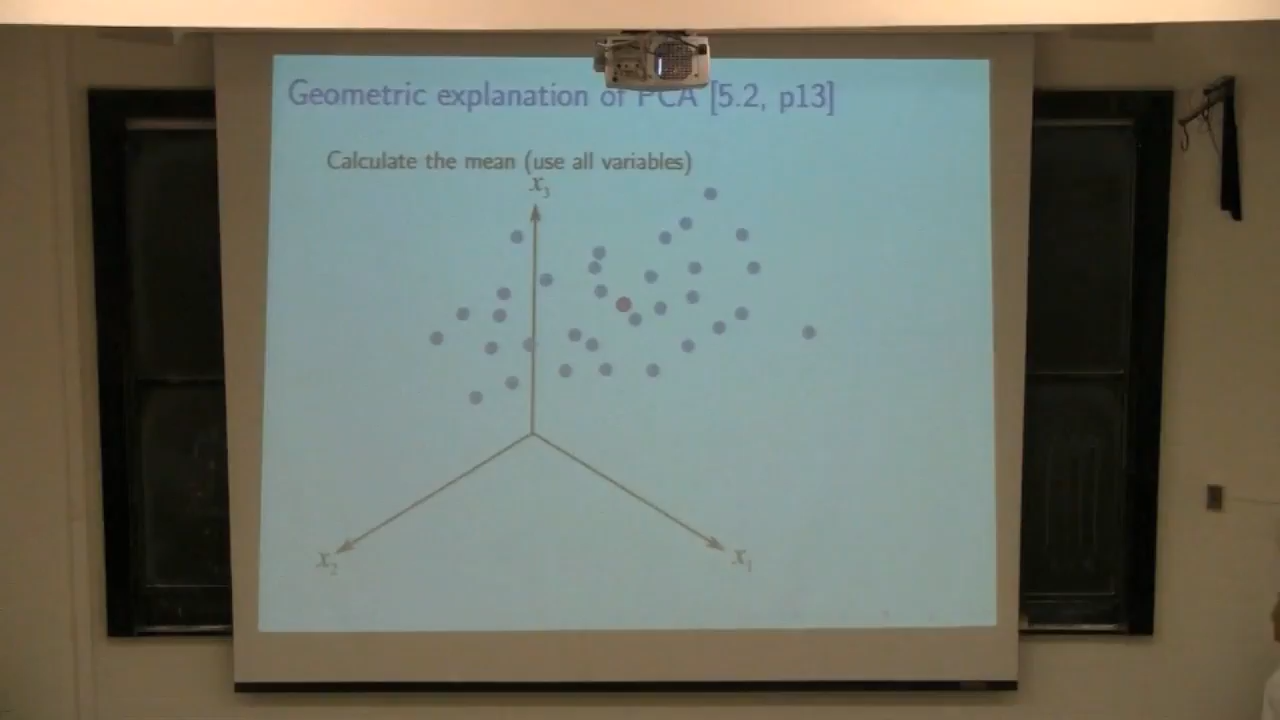 Geometric explanation of PCA [5.2, p13]
Calculate the mean (use all variables)
x₃
x₂
x₁